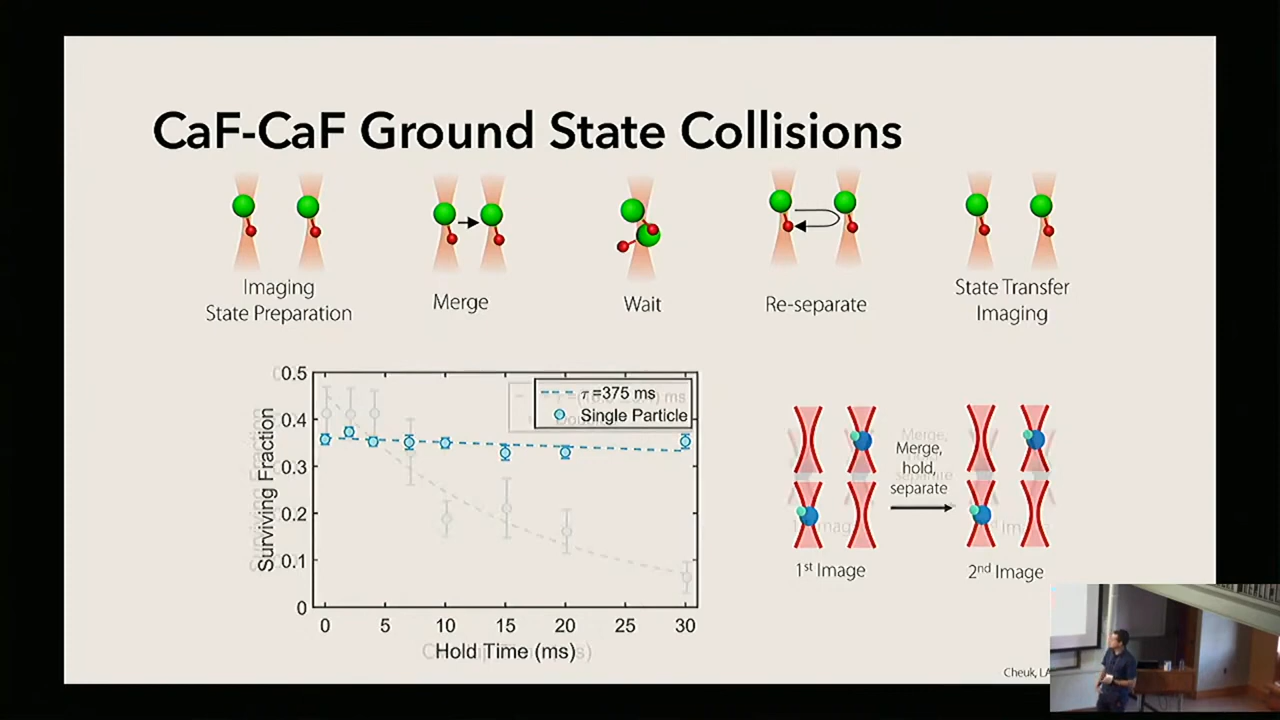 CaF-CaF Ground State Collisions
Imaging
State Preparation
Merge
Wait
Re-separate
State Transfer
Imaging
0.5
0.4
0.3
0.2
0.1
0
Surviving Fraction
τ =375 ms
Single Particle
0 5 10 15 20 25 30
Hold Time (ms)
Merge,
hold,
separate
1st Image
2nd Image
Cheuk,